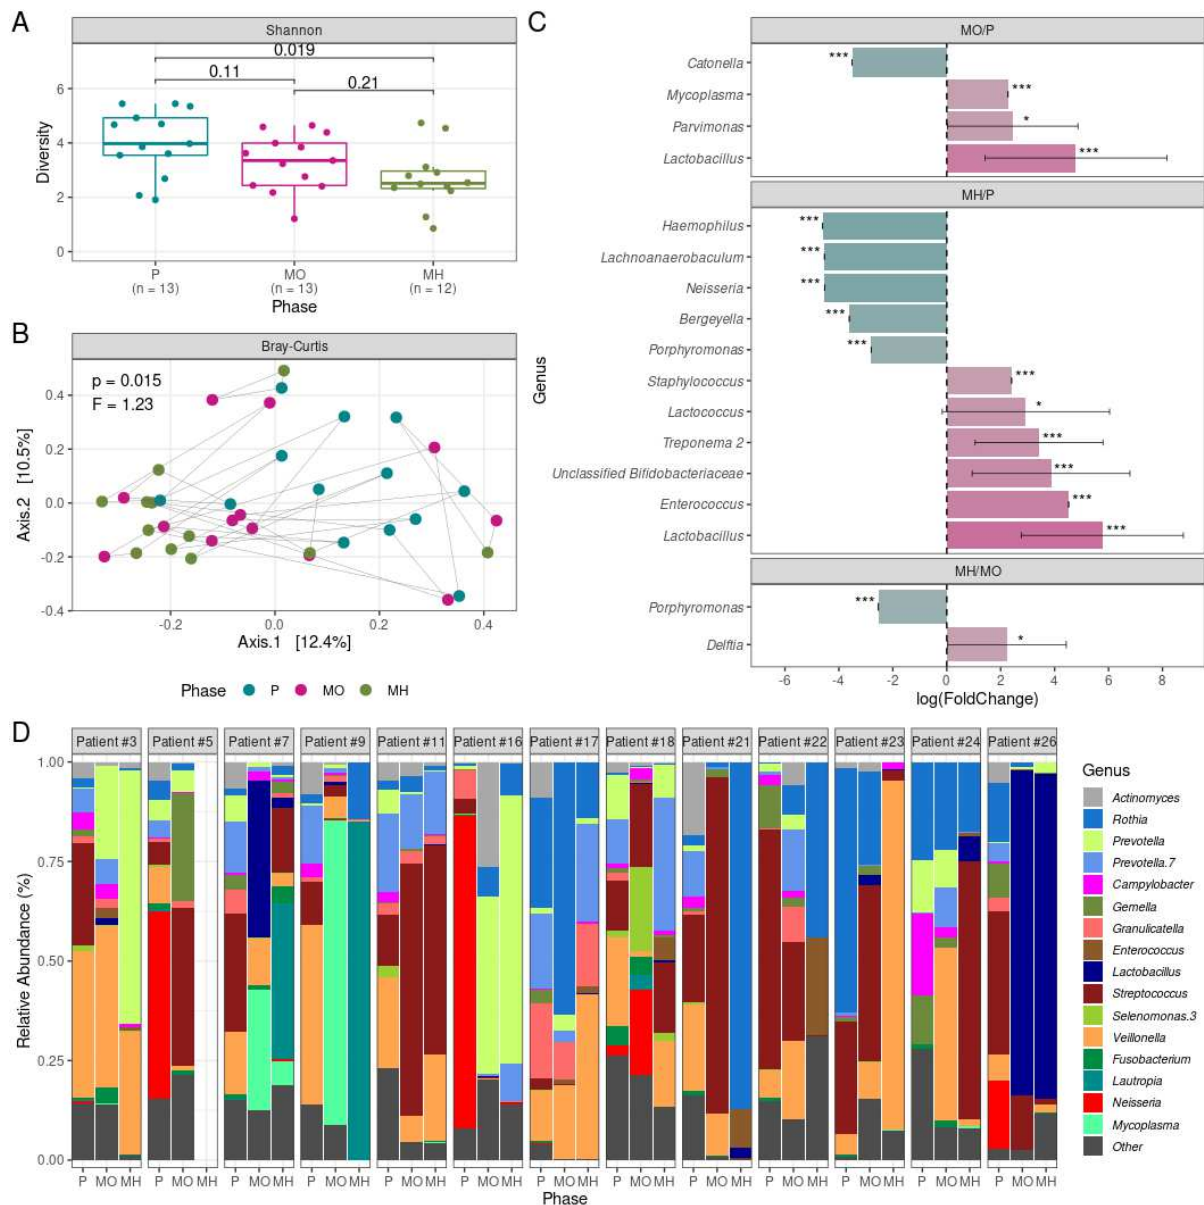 A
Shannon
0.019
0.11
0.21
Diversity
6
4
2
0
P
(n = 13)
MO
(n = 13)
MH
(n = 12)
Phase
B
Bray-Curtis
p = 0.015
F = 1.23
Axis.2 [10.5%]
0.4
0.2
0.0
-0.2
-0.4
-0.2
0.0
0.2
0.4
Axis.1 [12.4%]
Phase
P
MO
MH
C
Genus
MO/P
Catonella
***
Mycoplasma
***
Parvimonas
*
Lactobacillus
***
MH/P
Haemophilus
***
Lachnoanaerobaculum
***
Neisseria
***
Bergeyella
***
Porphyromonas
***
Staphylococcus
***
Lactococcus
*
Treponema 2
***
Unclassified Bifidobacteriaceae
***
Enterococcus
***
Lactobacillus
***
MH/MO
Porphyromonas
***
Delftia
*
-6
-4
-2
0
2
4
6
8
log(FoldChange)
D
Patient #3
Patient #5
Patient #7
Patient #9
Patient #11
Patient #16
Patient #17
Patient #18
Patient #21
Patient #22
Patient #23
Patient #24
Patient #26
Relative Abundance (%)
1.00
0.75
0.50
0.25
0.00
P MO MH
P MO MH
P MO MH
P MO MH
P MO MH
P MO MH
P MO MH
P MO MH
P MO MH
P MO MH
P MO MH
P MO MH
P MO MH
Phase
Genus
Actinomyces
Rothia
Prevotella
Prevotella.7
Campylobacter
Gemella
Granulicatella
Enterococcus
Lactobacillus
Streptococcus
Selenomonas.3
Veillonella
Fusobacterium
Lautropia
Neisseria
Mycoplasma
Other